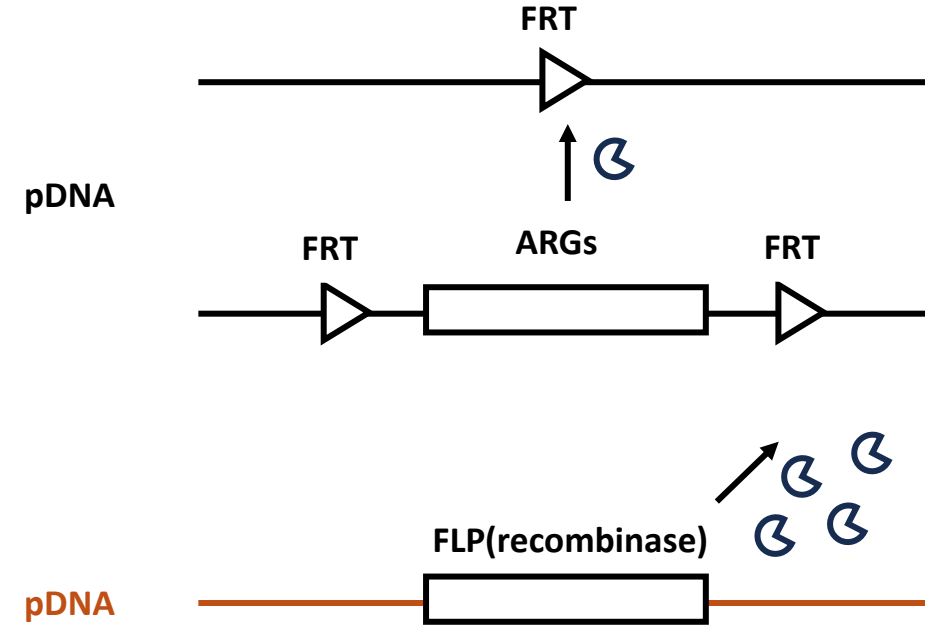 FRT
pDNA
FRT
ARGs
FRT
FLP(recombinase)
pDNA